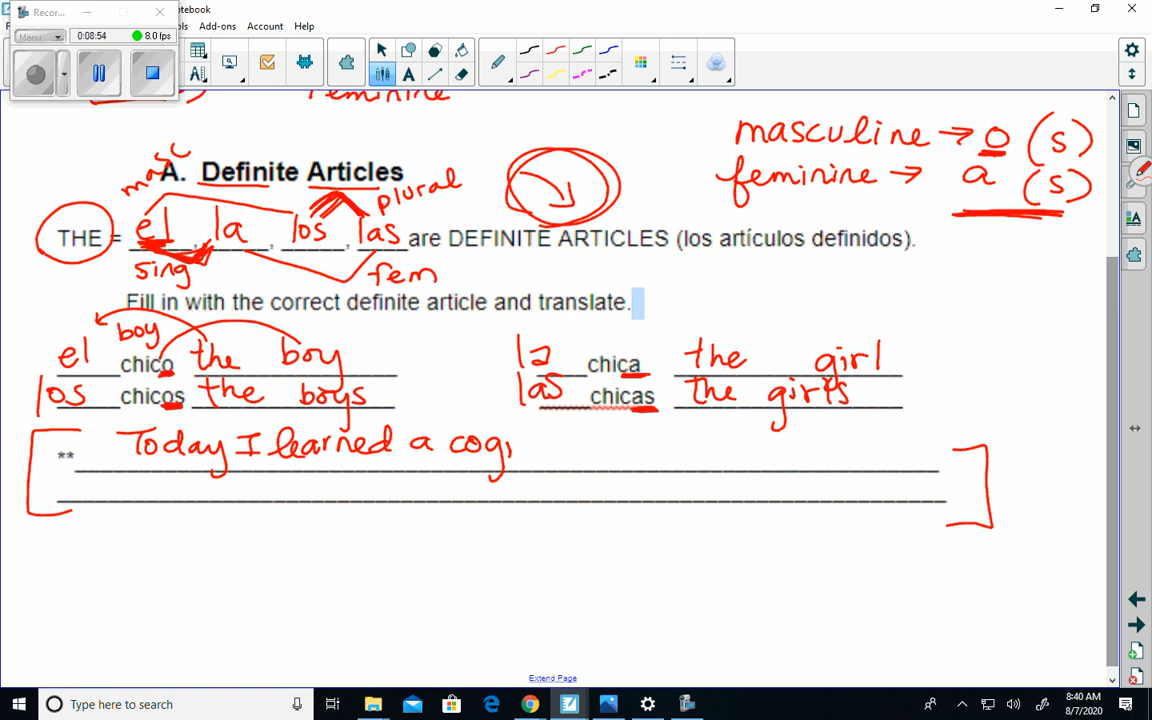 Recor...
otebook
Menu
0:08:54
8.0 fps
ols Add-ons Account Help
Feminine
masculine → o (s)
feminine → a (s)
masc
A. Definite Articles
plural
THE = el, la, los, las are DEFINITE ARTICLES (los artículos definidos).
sing
fem
Fill in with the correct definite article and translate.
boy
el chico the boy
la chica the girl
los chicos the boys
las chicas the girls
** Today I learned a cog
Extend Page
Type here to search
8:40 AM
8/7/2020